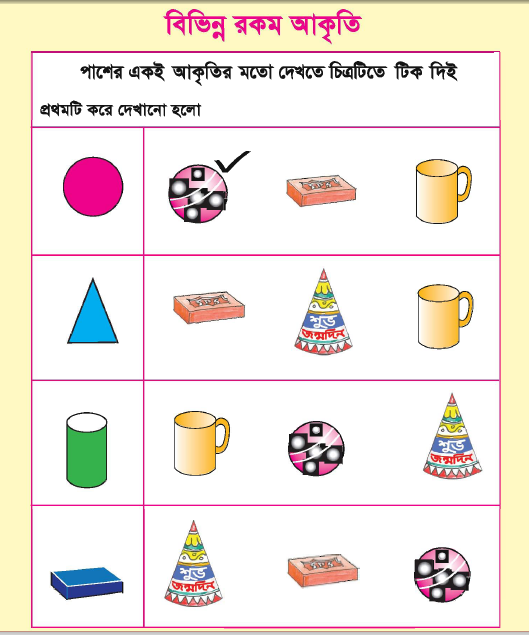 বিভিন্ন রকম আকৃতি
পাশের একই আকৃতির মতো দেখতে চিত্রটিতে টিক দিই
প্রথমটি করে দেখানো হলো
শুভ
জন্মদিন
শুভ
জন্মদিন
শুভ
জন্মদিন